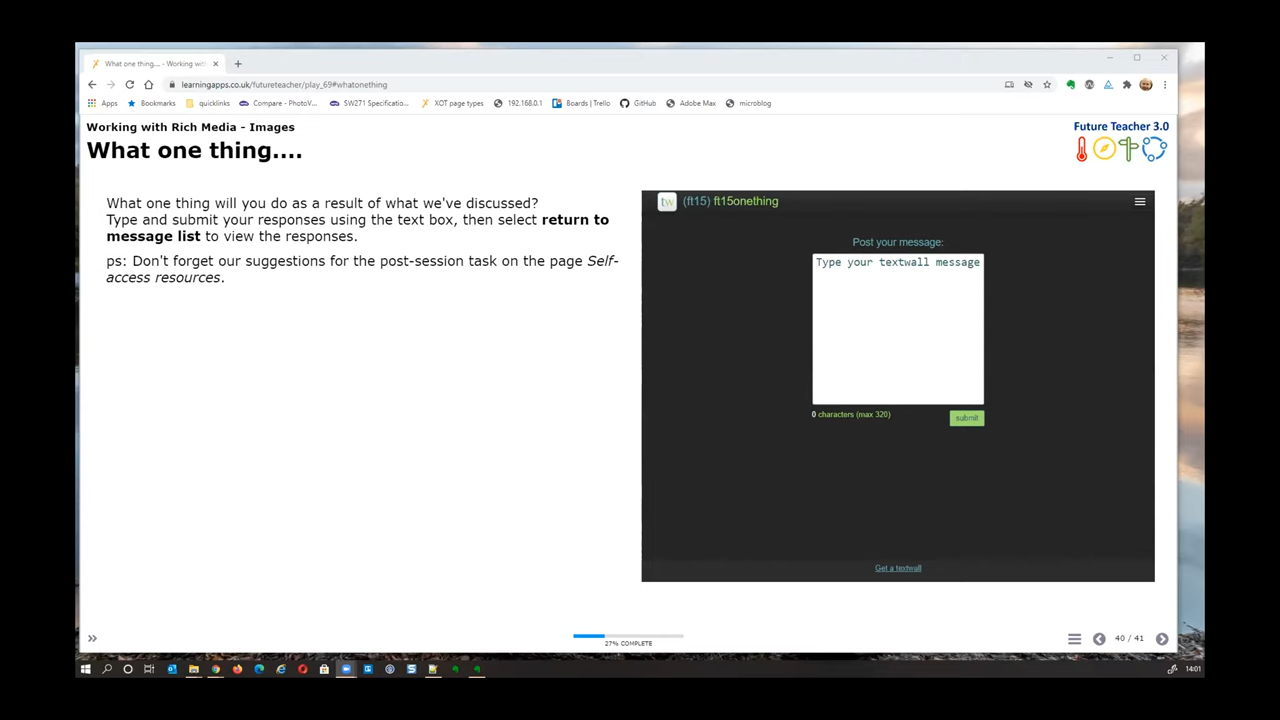 What one thing.... - Working with
learningapps.co.uk/futureteacher/play_69#whatonething
Apps
Bookmarks
quicklinks
Compare - PhotoV...
SW271 Specificatio...
XOT page types
192.168.0.1
Boards | Trello
GitHub
Adobe Max
microblog
Working with Rich Media - Images
What one thing....
Future Teacher 3.0
What one thing will you do as a result of what we've discussed?
Type and submit your responses using the text box, then select return to
message list to view the responses.
ps: Don't forget our suggestions for the post-session task on the page Self-
access resources.
tw (ft15) ft15onething
Post your message:
Type your textwall message
0 characters (max 320)
submit
Get a textwall
27% COMPLETE
40 / 41
14:01